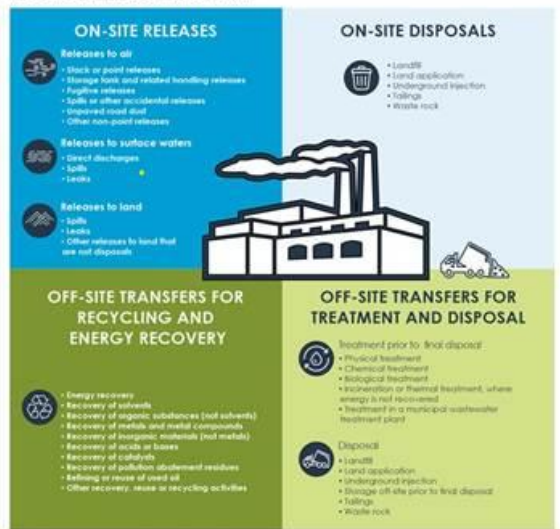 ON-SITE RELEASES
Releases to air
• Stack or point releases
• Storage tank and related handling releases
• Fugitive releases
• Spills or other accidental releases
• Unpaved road dust
• Other non-point releases
Releases to surface waters
• Direct discharges
• Spills
• Leaks
Releases to land
• Spills
• Leaks
• Other releases to land that
are not disposals
ON-SITE DISPOSALS
• Landfill
• Land application
• Underground injection
• Tailings
• Waste rock
OFF-SITE TRANSFERS FOR
RECYCLING AND
ENERGY RECOVERY
• Energy recovery
• Recovery of solvents
• Recovery of organic substances (not solvents)
• Recovery of metals and metal compounds
• Recovery of inorganic materials (not metals)
• Recovery of acids or bases
• Recovery of catalysts
• Recovery of pollution abatement residues
• Refining or reuse of used oil
• Other recovery, reuse or recycling activities
OFF-SITE TRANSFERS FOR
TREATMENT AND DISPOSAL
Treatment prior to final disposal
• Physical treatment
• Chemical treatment
• Biological treatment
• Incineration or thermal treatment, where
energy is not recovered
• Treatment in a municipal wastewater
treatment plant
Disposal
• Landfill
• Land application
• Underground injection
• Storage off-site prior to final disposal
• Tailings
• Waste rock